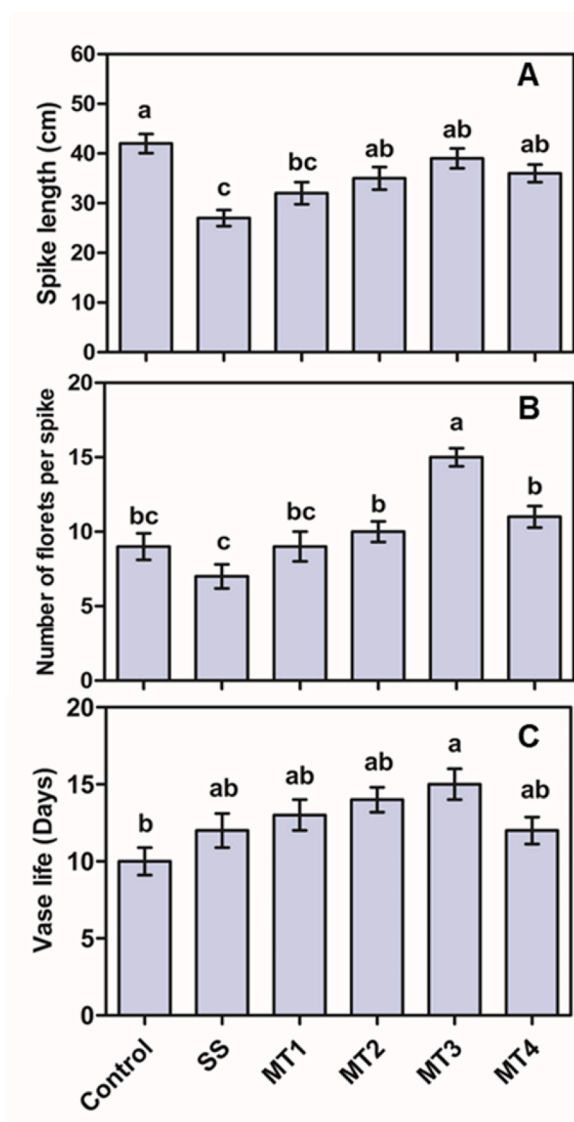 A
Spike length (cm)
60
50
40
30
20
10
0
a
c
bc
ab
ab
ab
B
Number of florets per spike
20
15
10
5
0
bc
c
bc
b
a
b
C
Vase life (Days)
20
15
10
5
0
b
ab
ab
ab
a
ab
Control
SS
MT1
MT2
MT3
MT4